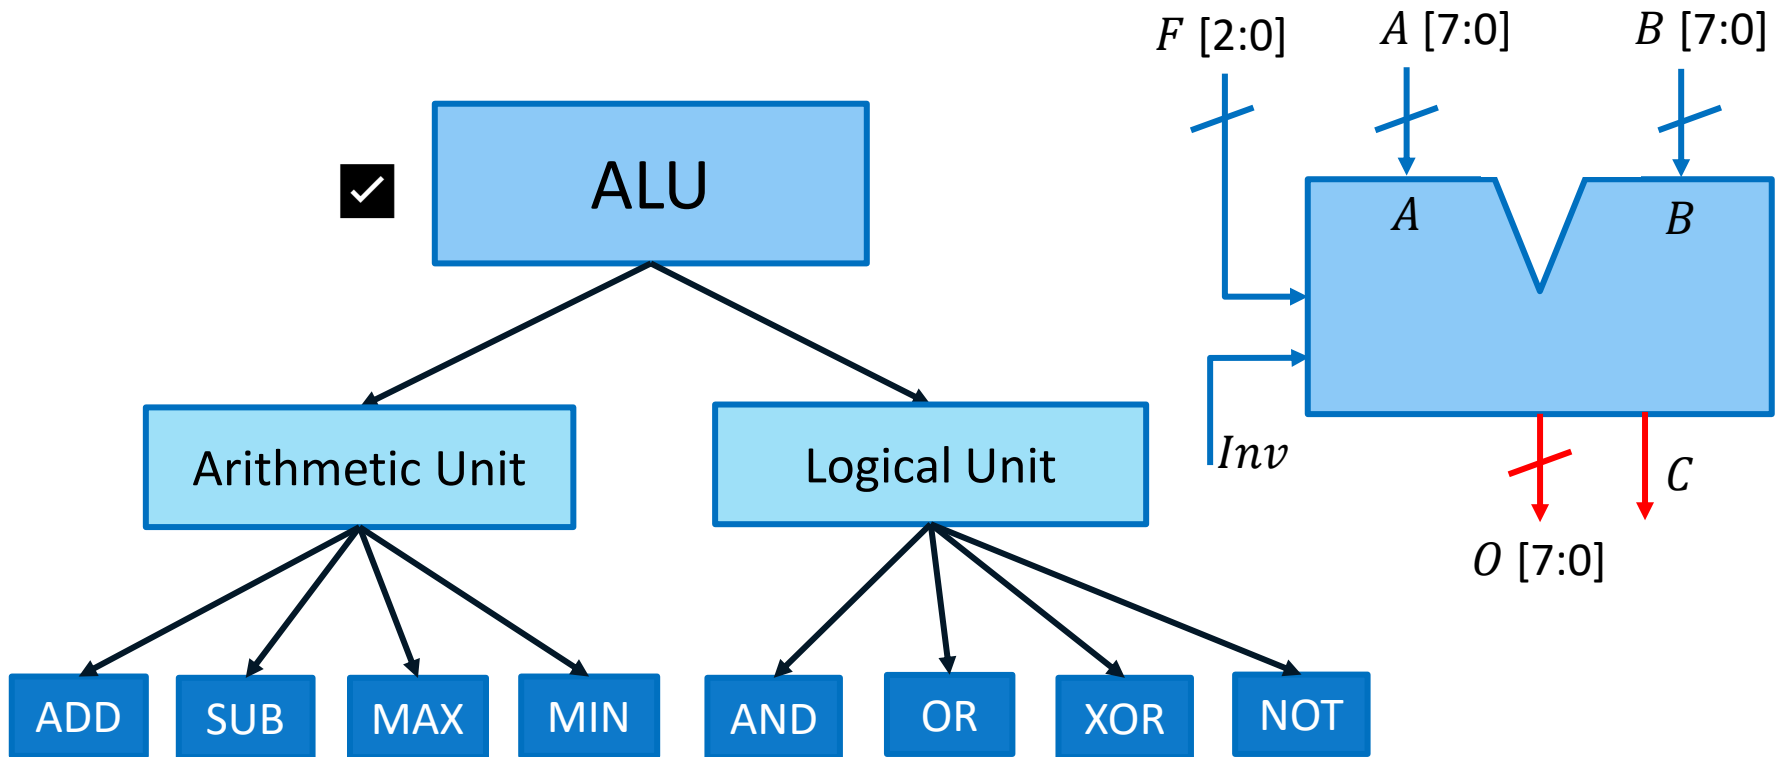 F [2:0]
A [7:0]
B [7:0]
ALU
A
B
Arithmetic Unit
Logical Unit
Inv
C
O [7:0]
ADD
SUB
MAX
MIN
AND
OR
XOR
NOT